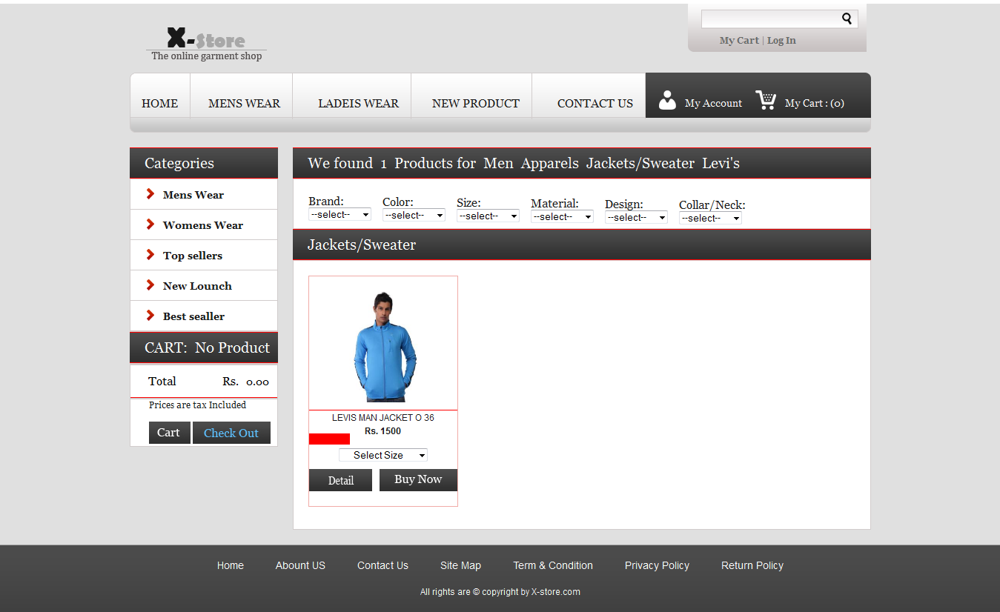 X-Store
The online garment shop
My Cart | Log In
HOME MENS WEAR LADEIS WEAR NEW PRODUCT CONTACT US My Account My Cart : (0)
Categories
Mens Wear
Womens Wear
Top sellers
New Lounch
Best sealler
CART: No Product
Total Rs. 0.00
Prices are tax Included
Cart Check Out
We found 1 Products for Men Apparels Jackets/Sweater Levi's
Brand: Color: Size: Material: Design: Collar/Neck:
--select-- --select-- --select-- --select-- --select-- --select--
Jackets/Sweater
LEVIS MAN JACKET O 36
Rs. 1500
Select Size
Detail Buy Now
Home Abount US Contact Us Site Map Term & Condition Privacy Policy Return Policy
All rights are © copyright by X-store.com